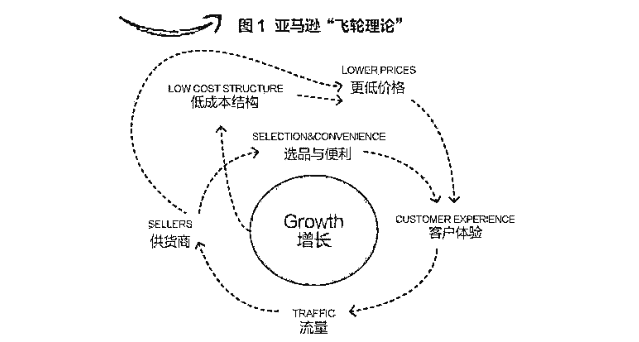 图 1 亚马逊“飞轮理论”
LOWER PRICES
更低价格
LOW COST STRUCTURE
低成本结构
SELECTION&CONVENIENCE
选品与便利
SELLERS
供货商
Growth
增长
CUSTOMER EXPERIENCE
客户体验
TRAFFIC
流量